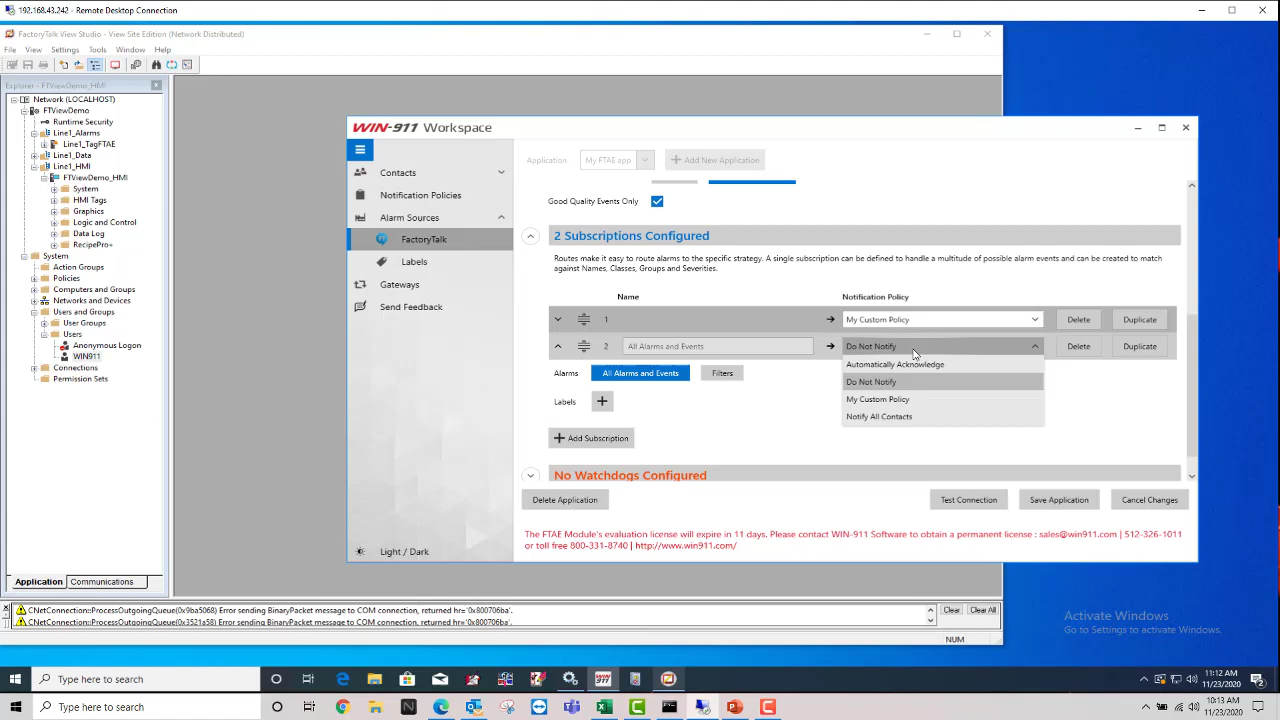 192.168.43.242 - Remote Desktop Connection
FactoryTalk View Studio - View Site Edition (Network Distributed)
File View Settings Tools Window Help
Explorer - FTViewDemo_HMI
Network (LOCALHOST)
FTViewDemo
Runtime Security
Line1_Alarms
Line1_TagFTAE
Line1_Data
Line1_HMI
FTViewDemo_HMI
System
HMI Tags
Graphics
Logic and Control
Data Log
RecipePro+
System
Action Groups
Policies
Computers and Groups
Networks and Devices
Users and Groups
User Groups
Users
Anonymous Logon
WIN911
Connections
Permission Sets
Application Communications
WIN-911 Workspace
Contacts
Notification Policies
Alarm Sources
FactoryTalk
Labels
Gateways
Send Feedback
Light / Dark
Application My FTAE app Add New Application
Good Quality Events Only
2 Subscriptions Configured
Routes make it easy to route alarms to the specific strategy. A single subscription can be defined to handle a multitude of possible alarm events and can be created to match
against Names, Classes, Groups and Severities.
Name Notification Policy
1 My Custom Policy Delete Duplicate
2 All Alarms and Events Do Not Notify Delete Duplicate
Automatically Acknowledge
Do Not Notify
My Custom Policy
Notify All Contacts
Alarms All Alarms and Events Filters
Labels
Add Subscription
No Watchdogs Configured
Delete Application Test Connection Save Application Cancel Changes
The FTAE Module's evaluation license will expire in 11 days. Please contact WIN-911 Software to obtain a permanent license : sales@win911.com | 512-326-1011
or toll free 800-331-8740 | http://www.win911.com/
CNetConnection::ProcessOutgoingQueue(0x9ba5068) Error sending BinaryPacket message to COM connection, returned hr='0x800706ba'.
CNetConnection::ProcessOutgoingQueue(0x3521a58) Error sending BinaryPacket message to COM connection, returned hr='0x800706ba'.
Clear Clear All
NUM
Activate Windows
Go to Settings to activate Windows.
Type here to search
WIN 911
11:12 AM
11/23/2020
2
Type here to search
10:13 AM
11/23/2020